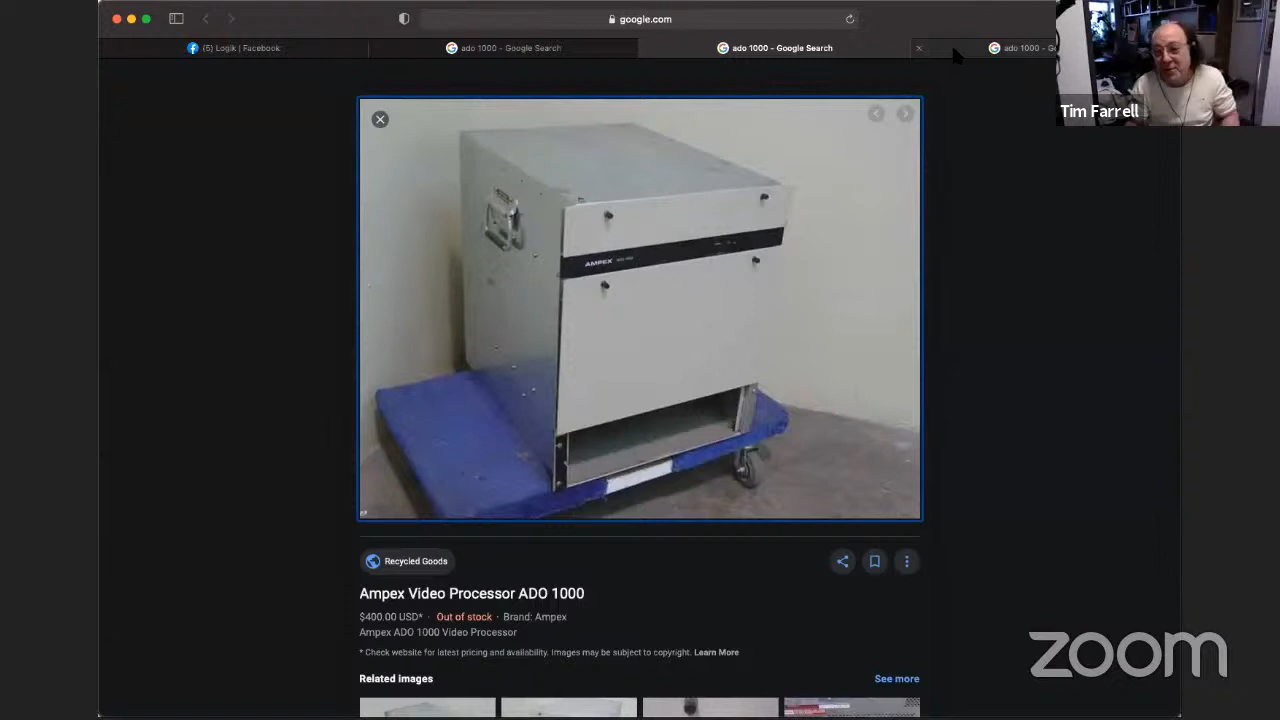 google.com
(5) Logik | Facebook
ado 1000 - Google Search
ado 1000 - Google Search
ado 1000 - G
Tim Farrell
AMPEX
Recycled Goods
Ampex Video Processor ADO 1000
$400.00 USD* · Out of stock · Brand: Ampex
Ampex ADO 1000 Video Processor
* Check website for latest pricing and availability. Images may be subject to copyright. Learn More
Related images
See more
zoom